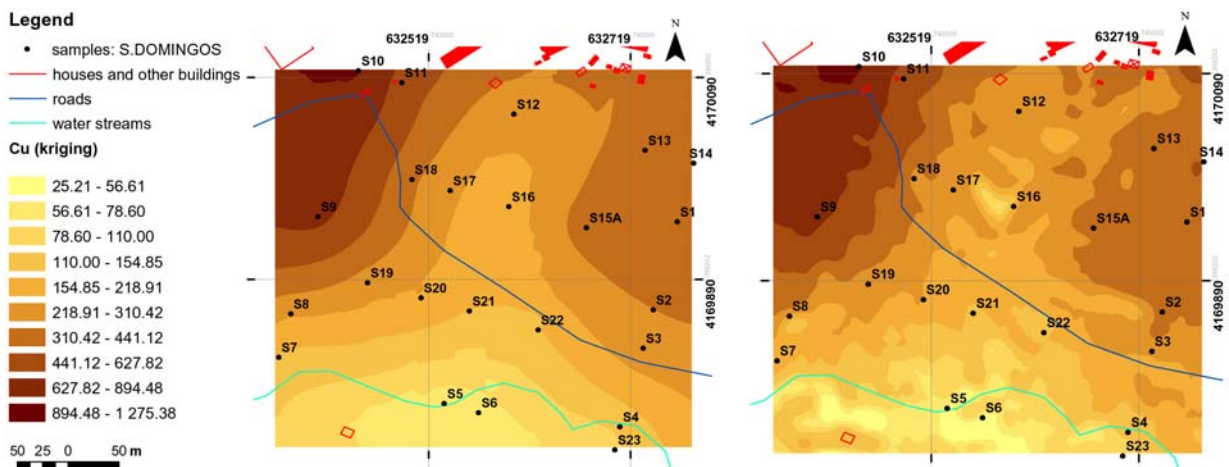 Legend
samples: S.DOMINGOS
houses and other buildings
roads
water streams
Cu (kriging)
25.21 - 56.61
56.61 - 78.60
78.60 - 110.00
110.00 - 154.85
154.85 - 218.91
218.91 - 310.42
310.42 - 441.12
441.12 - 627.82
627.82 - 894.48
894.48 - 1 275.38
50 25 0 50 m
632519
632719
N
4170090
4169890
S10
S11
S12
S13
S14
S18
S17
S16
S9
S15A
S1
S19
S20
S21
S8
S2
S22
S3
S7
S5
S6
S4
S23
632519
632719
N
4170090
4169890
S10
S11
S12
S13
S14
S18
S17
S16
S9
S15A
S1
S19
S20
S21
S8
S2
S22
S3
S7
S5
S6
S4
S23